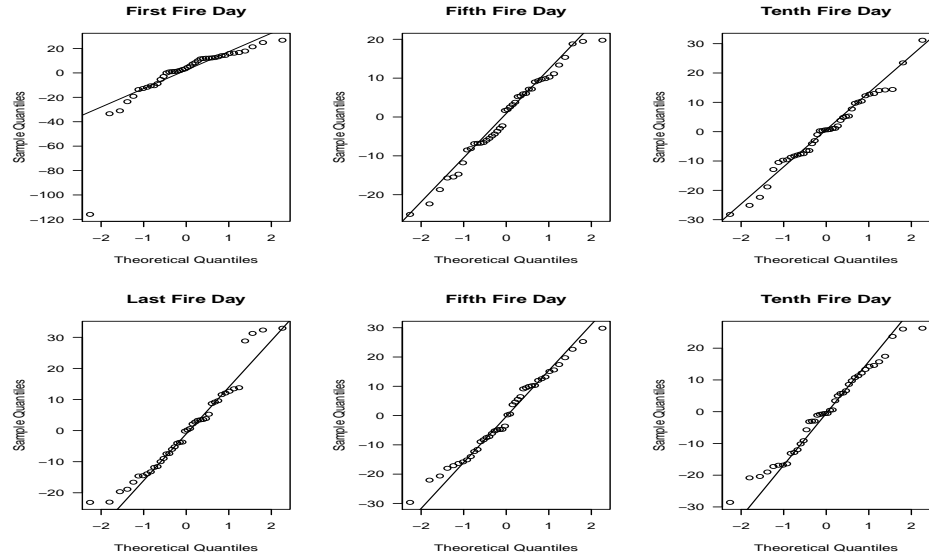 First Fire Day
Fifth Fire Day
Tenth Fire Day
Sample Quantiles
20
0
−20
−40
−60
−80
−100
−120
−2 −1 0 1 2
Theoretical Quantiles
Sample Quantiles
20
10
0
−10
−20
−2 −1 0 1 2
Theoretical Quantiles
Sample Quantiles
30
20
10
0
−10
−20
−30
−2 −1 0 1 2
Theoretical Quantiles
Last Fire Day
Fifth Fire Day
Tenth Fire Day
Sample Quantiles
30
20
10
0
−10
−20
−2 −1 0 1 2
Theoretical Quantiles
Sample Quantiles
30
20
10
0
−10
−20
−30
−2 −1 0 1 2
Theoretical Quantiles
Sample Quantiles
30
20
10
0
−10
−20
−30
−2 −1 0 1 2
Theoretical Quantiles